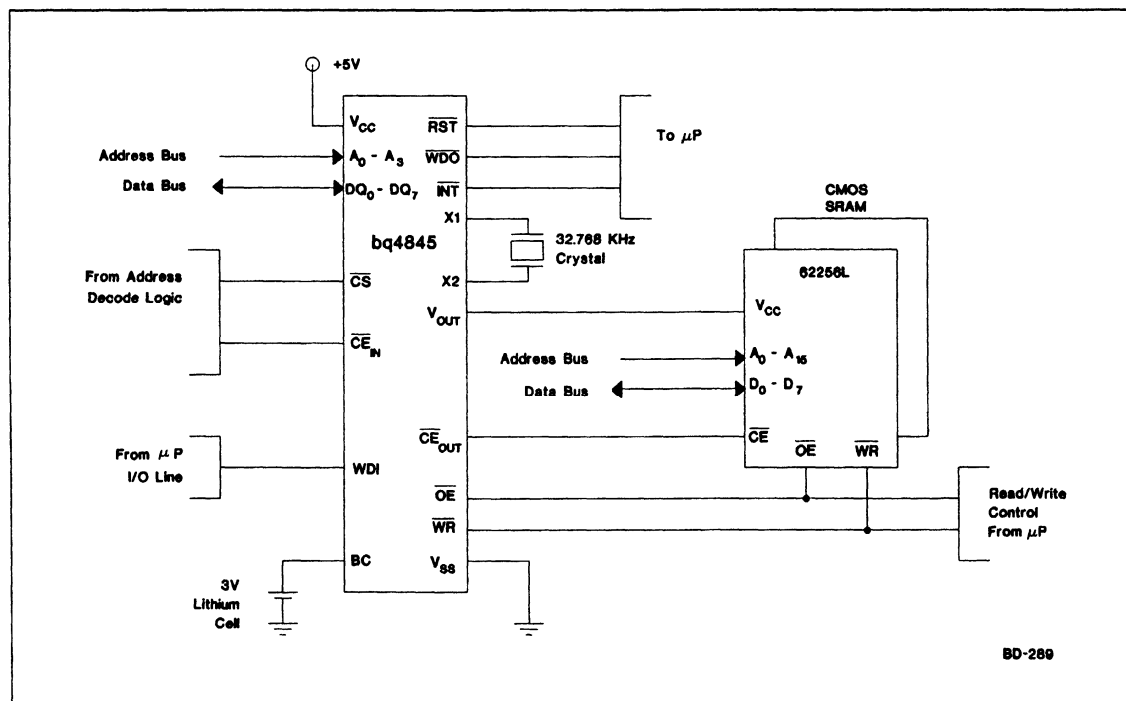 +5V
VCC
A0 - A3
DQ0 - DQ7
bq4845
CS
CEIN
WDI
BC
RST
WDO
INT
X1
X2
VOUT
CEOUT
OE
WR
VSS
Address Bus
Data Bus
From Address
Decode Logic
From μP
I/O Line
3V
Lithium
Cell
To μP
32.768 KHz
Crystal
CMOS
SRAM
62256L
VCC
A0 - A15
D0 - D7
CE
OE
WR
Address Bus
Data Bus
Read/Write
Control
From μP
BD-289